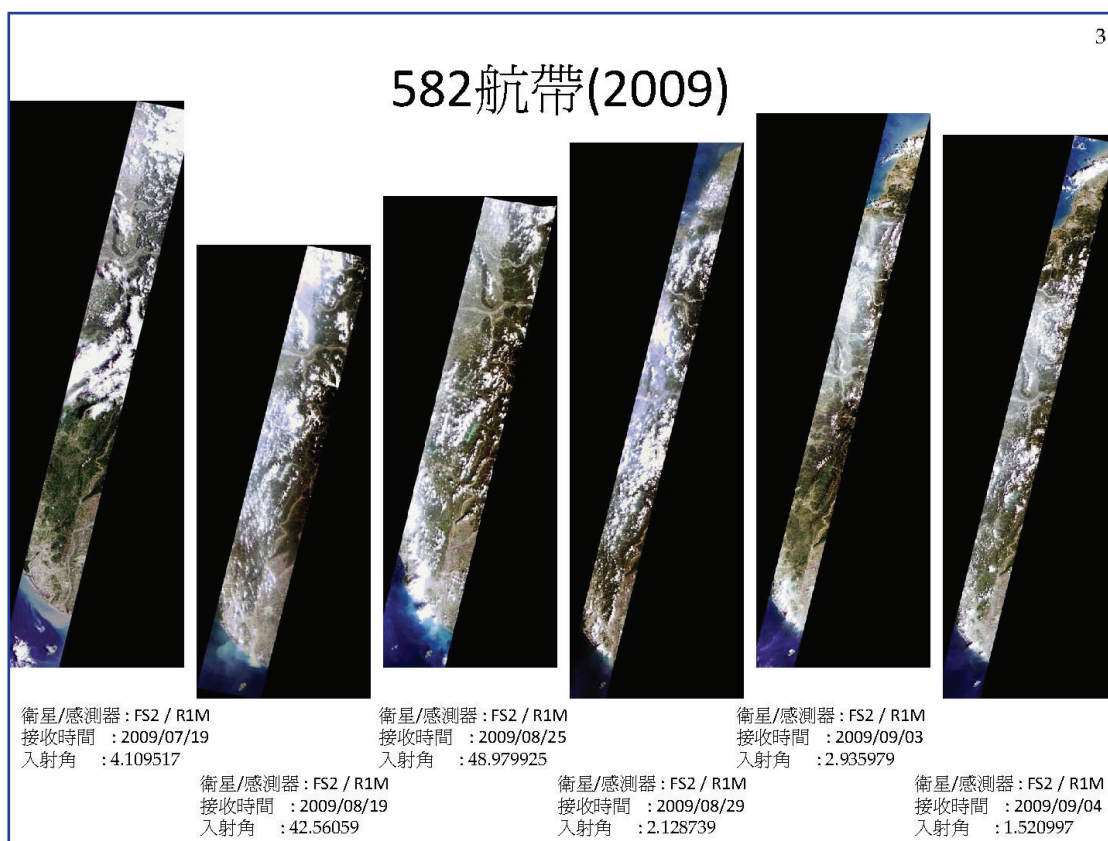 3
582航帶(2009)
衛星/感測器 : FS2 / R1M
接收時間 : 2009/07/19
入射角 : 4.109517
衛星/感測器 : FS2 / R1M
接收時間 : 2009/08/19
入射角 : 42.56059
衛星/感測器 : FS2 / R1M
接收時間 : 2009/08/25
入射角 : 48.979925
衛星/感測器 : FS2 / R1M
接收時間 : 2009/08/29
入射角 : 2.128739
衛星/感測器 : FS2 / R1M
接收時間 : 2009/09/03
入射角 : 2.935979
衛星/感測器 : FS2 / R1M
接收時間 : 2009/09/04
入射角 : 1.520997